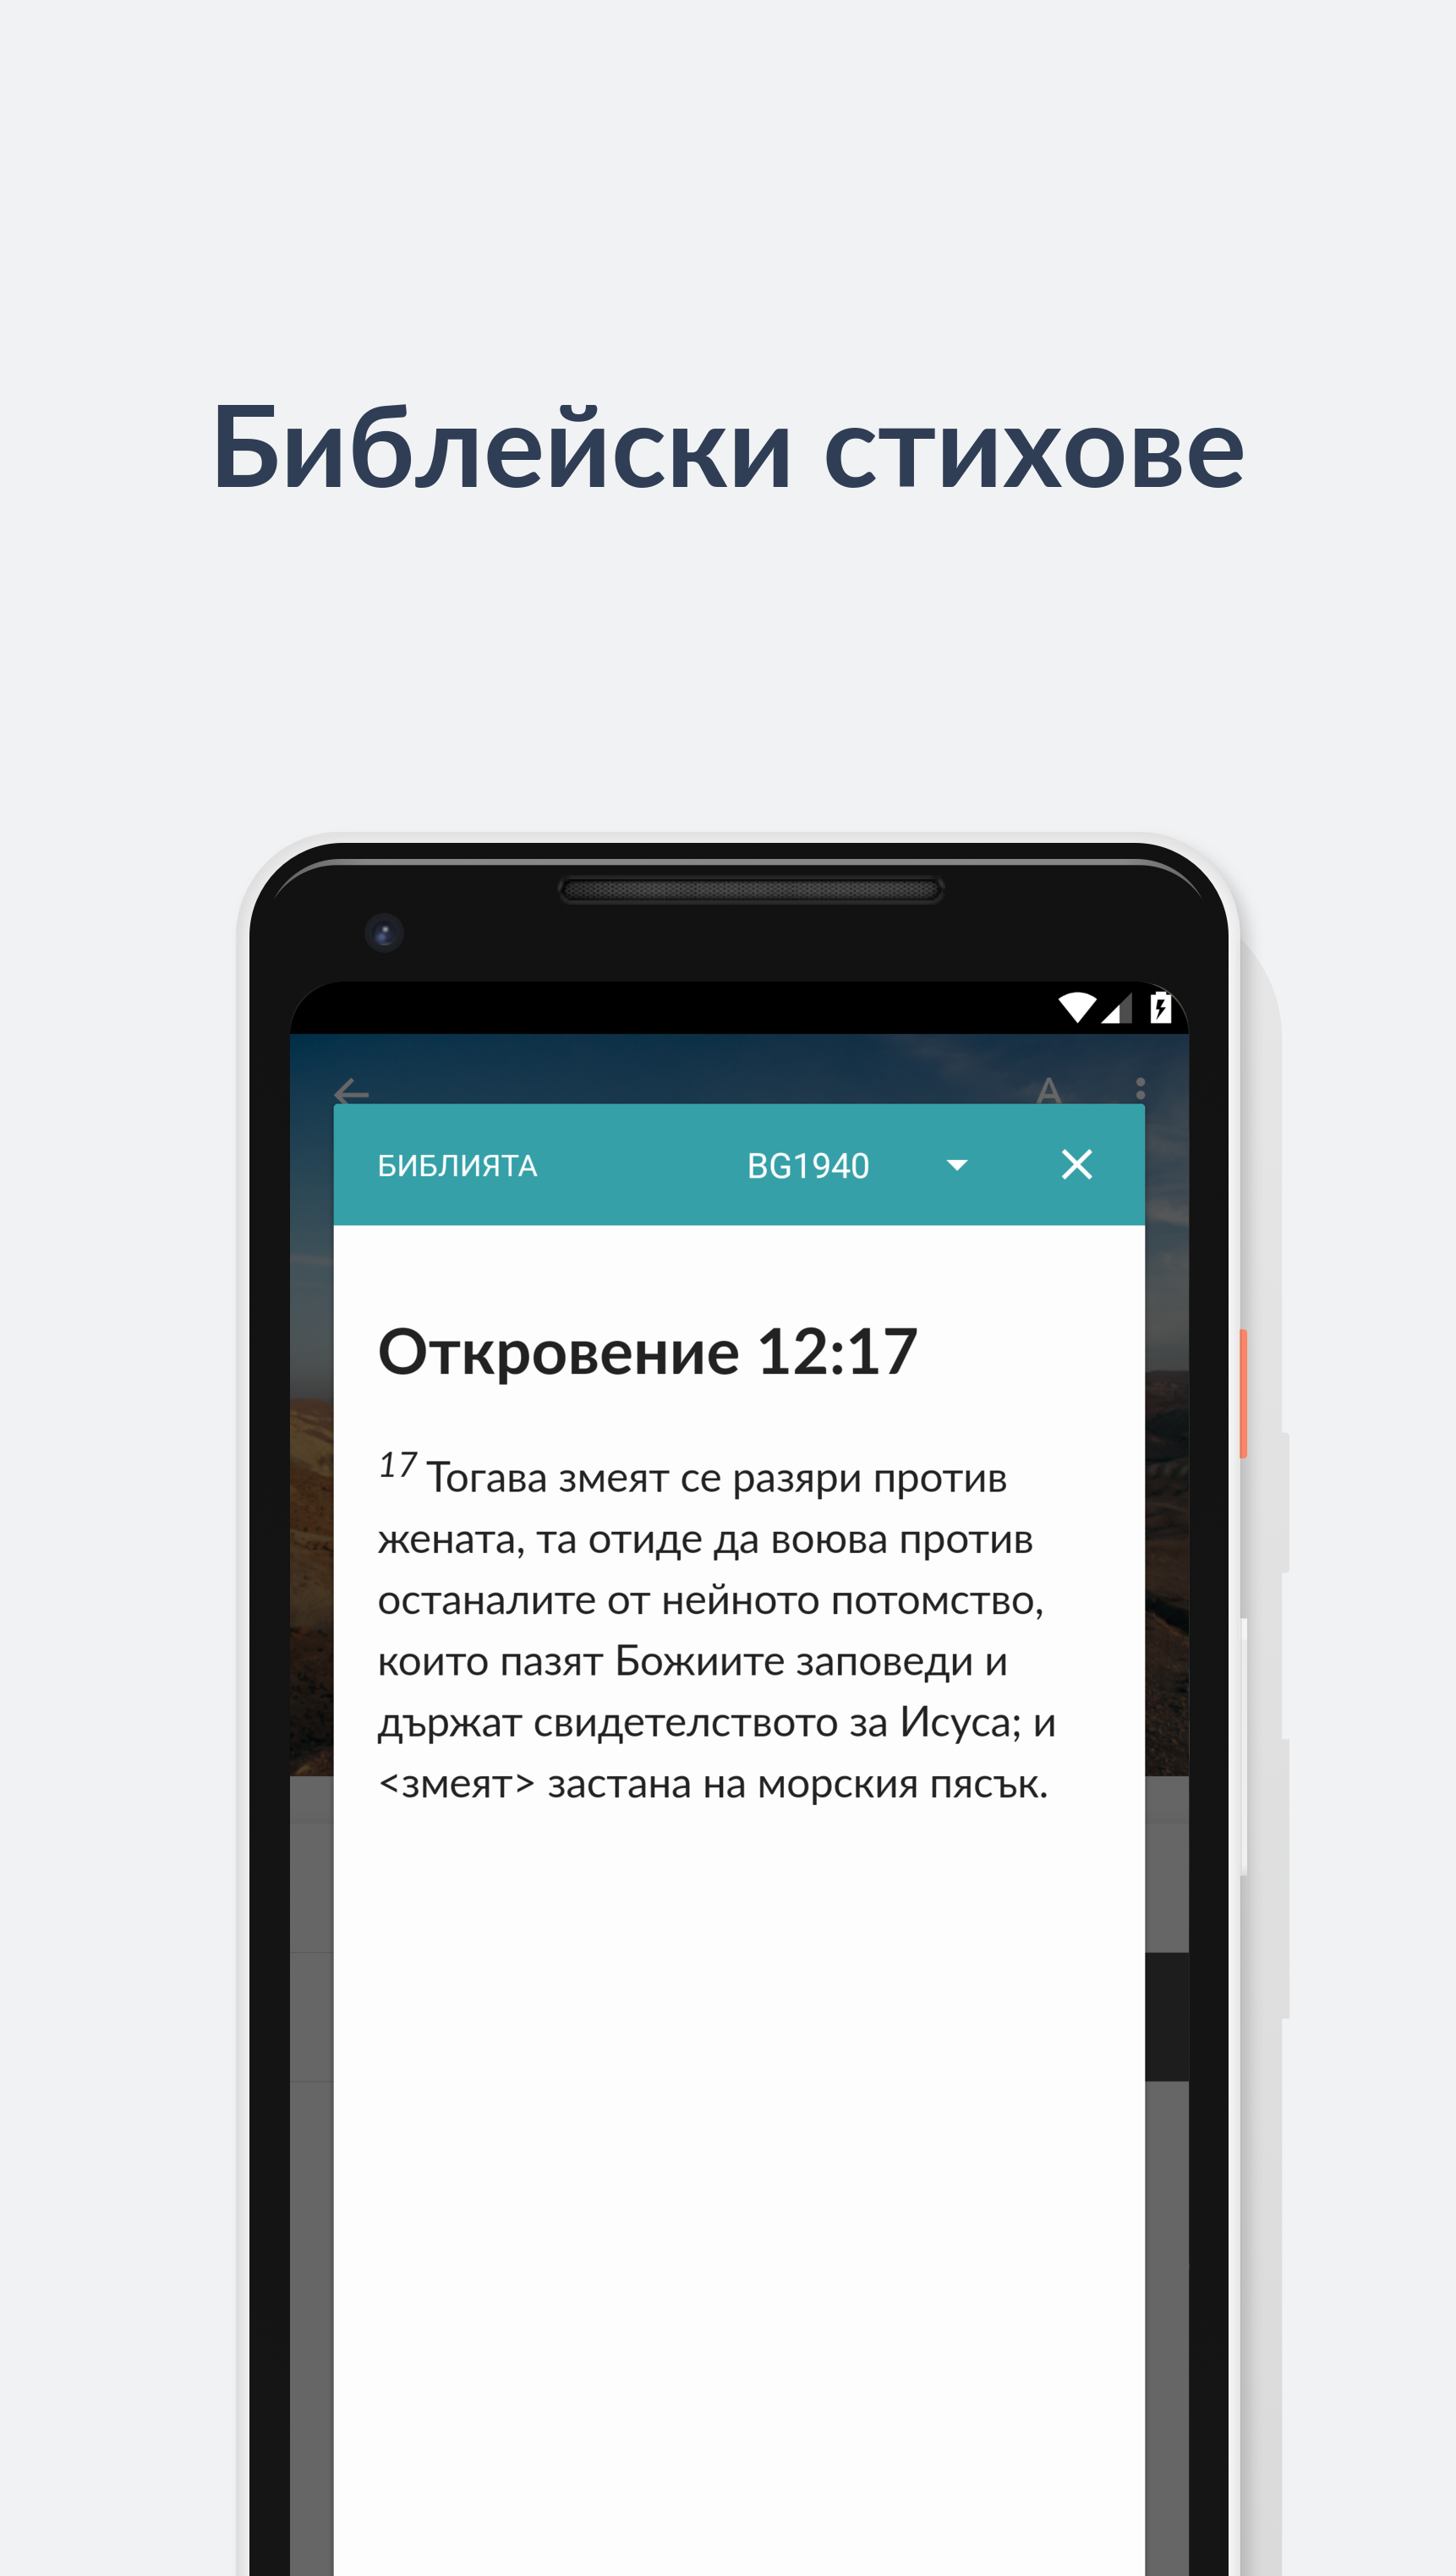 Библейски стихове
A
БИБЛИЯТА BG1940
Откровение 12:17
17 Тогава змеят се разяри против
жената, та отиде да воюва против
останалите от нейното потомство,
които пазят Божиите заповеди и
държат свидетелството за Исуса; и
<змеят> застана на морския пясък.